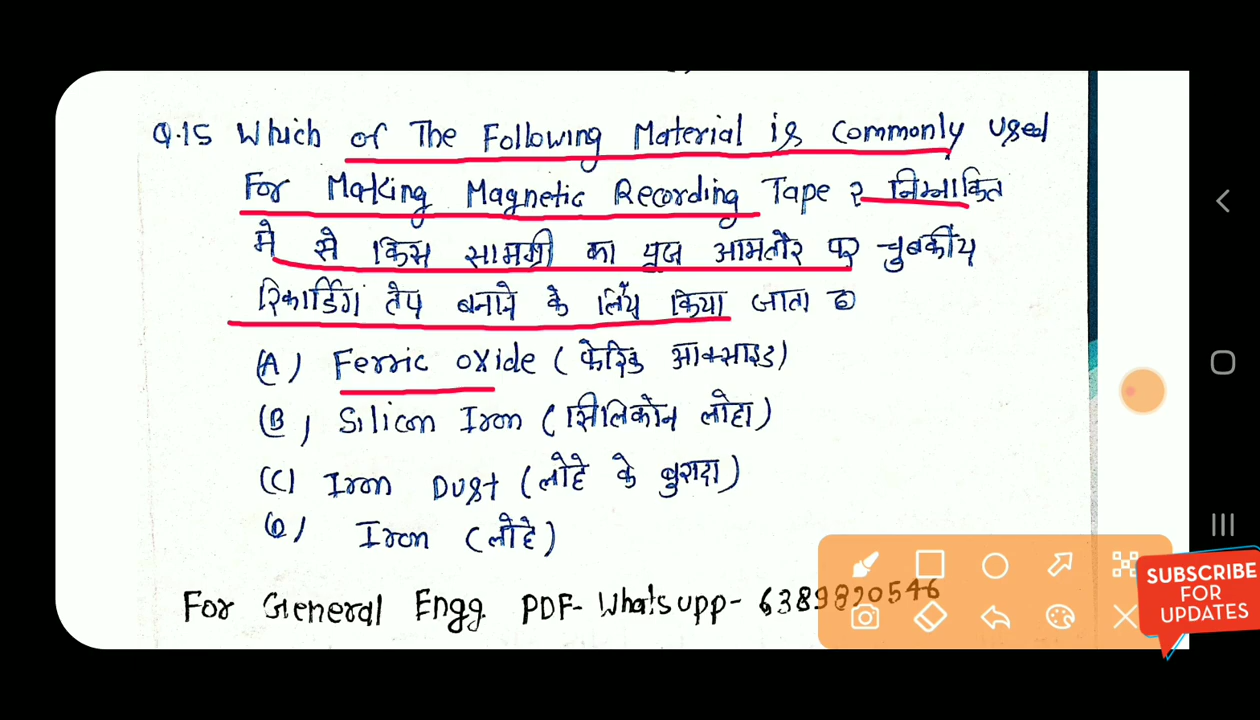 Q.15 Which of The Following Material is Commonly Used
For Making Magnetic Recording Tape २ निम्नाकित
मे से किस सामग्री का आमतौर पर चुबकीय
रिकार्डिग तेप बनाने के लिए किया जाता
(A) Ferric oxide (केरिक आक्साइड)
(B) Silicon Iron (सिलिकोन लोहा)
(C) Iron Dust (लोहे के बुरादा)
Iron (लोहे)
For General Engg. PDF- Whatsupp- 6389820546
SUBSCRIBE
FOR
UPDATES